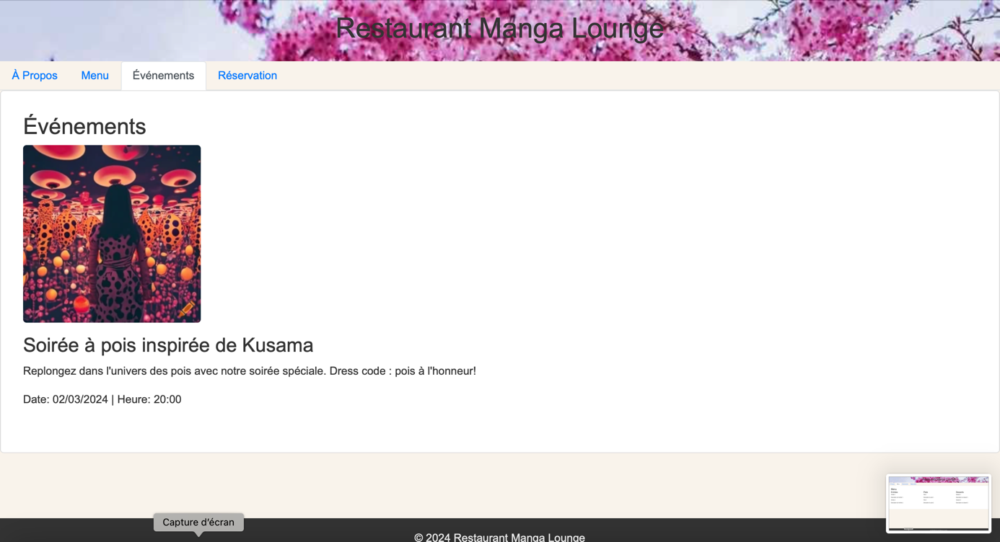 Restaurant Manga Lounge
À Propos Menu Événements Réservation
Événements
Soirée à pois inspirée de Kusama
Replongez dans l'univers des pois avec notre soirée spéciale. Dress code : pois à l'honneur!
Date: 02/03/2024 | Heure: 20:00
Capture d’écran
© 2024 Restaurant Manga Lounge